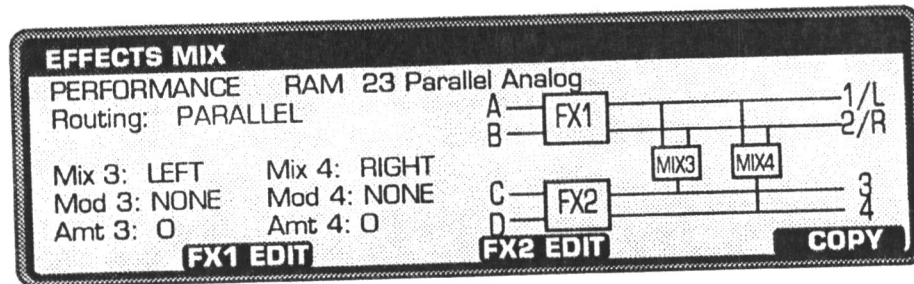 EFFECTS MIX
PERFORMANCE RAM 23 Parallel Analog
Routing: PARALLEL
Mix 3: LEFT Mix 4: RIGHT
Mod 3: NONE Mod 4: NONE
Amt 3: 0 Amt 4: 0
A
B
FX1
1/L
2/R
MIX3 MIX4
C
D
FX2
3
4
FX1 EDIT FX2 EDIT COPY